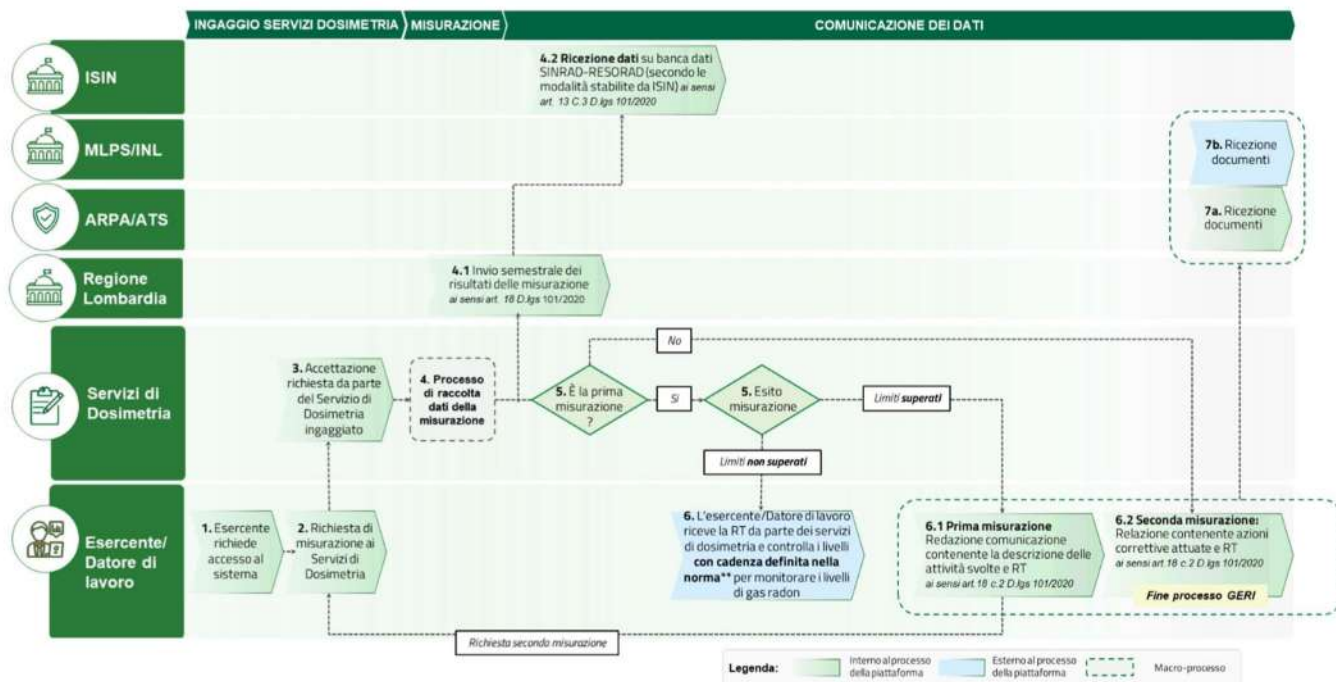 INGAGGIO SERVIZI DOSIMETRIA
MISURAZIONE
COMUNICAZIONE DEI DATI
ISIN
4.2 Ricezione dati su banca dati
SINRAD-RESORAD (secondo le
modalità stabilite da ISIN) ai sensi
art. 13 C.3 D.lgs 101/2020
MLPS/INL
7b. Ricezione
documenti
ARPA/ATS
7a. Ricezione
documenti
Regione
Lombardia
4.1 Invio semestrale dei
risultati delle misurazione
ai sensi art. 18 D.lgs 101/2020
Servizi di
Dosimetria
3. Accettazione
richiesta da parte
del Servizio di
Dosimetria
ingaggiato
4. Processo
di raccolta
dati della
misurazione
5. È la prima
misurazione
?
No
Si
5. Esito
misurazione
Limiti superati
Limiti non superati
Esercente/
Datore di
lavoro
1. Esercente
richiede
accesso al
sistema
2. Richiesta di
misurazione ai
Servizi di
Dosimetria
6. L'esercente/Datore di lavoro
riceve la RT da parte dei servizi
di dosimetria e controlla i livelli
con cadenza definita nella
norma** per monitorare i livelli
di gas radon
6.1 Prima misurazione
Redazione comunicazione
contenente la descrizione delle
attività svolte e RT
ai sensi art.18 c.2 D.lgs 101/2020
6.2 Seconda misurazione:
Relazione contenente azioni
correttive attuate e RT
ai sensi art.18 c.2 D.lgs 101/2020
Fine processo GERI
Richiesta seconda misurazione
Legenda:
Interno al processo
della piattaforma
Esterno al processo
della piattaforma
Macro-processo